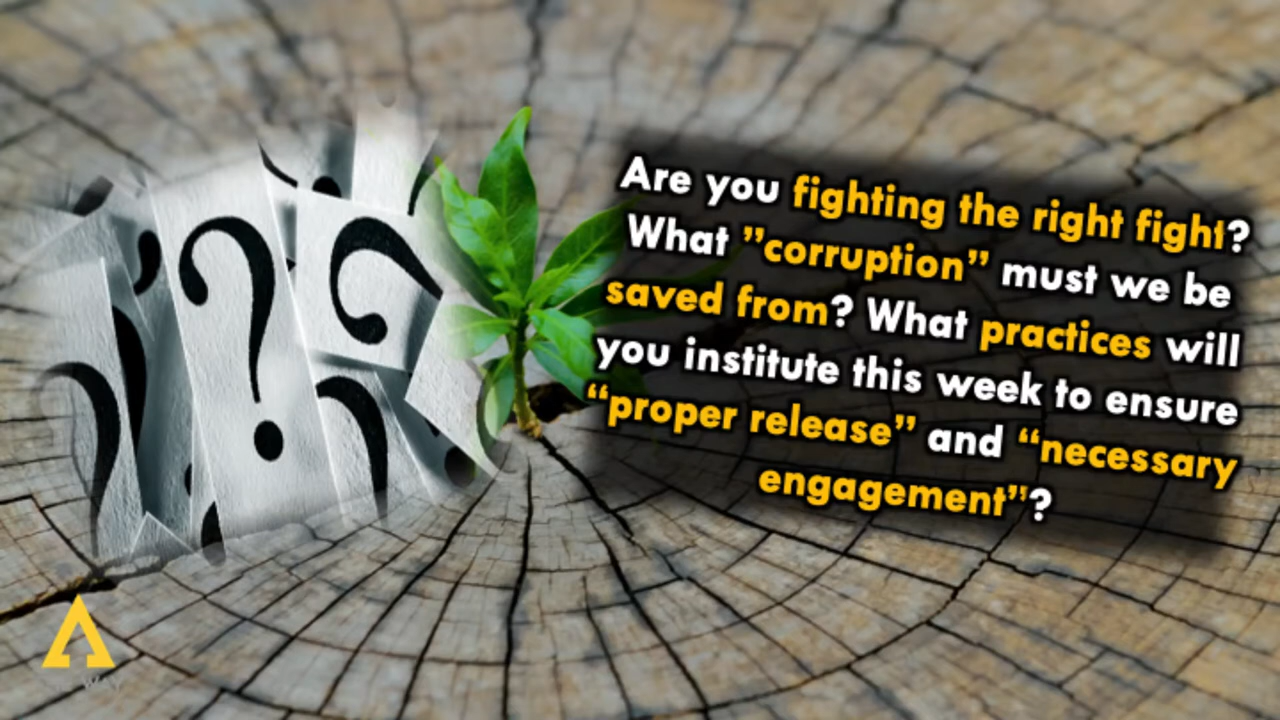 Are you fighting the right fight?
What ”corruption” must we be
saved from? What practices will
you institute this week to ensure
“proper release” and “necessary
engagement”?
WAY